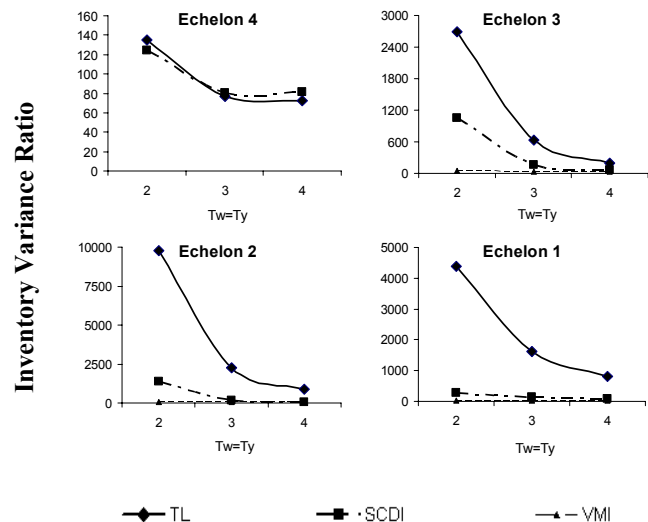 Inventory Variance Ratio
Echelon 4
160
140
120
100
80
60
40
20
0
2 3 4
Tw=Ty
Echelon 3
3000
2400
1800
1200
600
0
2 3 4
Tw=Ty
Echelon 2
10000
7500
5000
2500
0
2 3 4
Tw=Ty
Echelon 1
5000
4000
3000
2000
1000
0
2 3 4
Tw=Ty
TL SCDI VMI